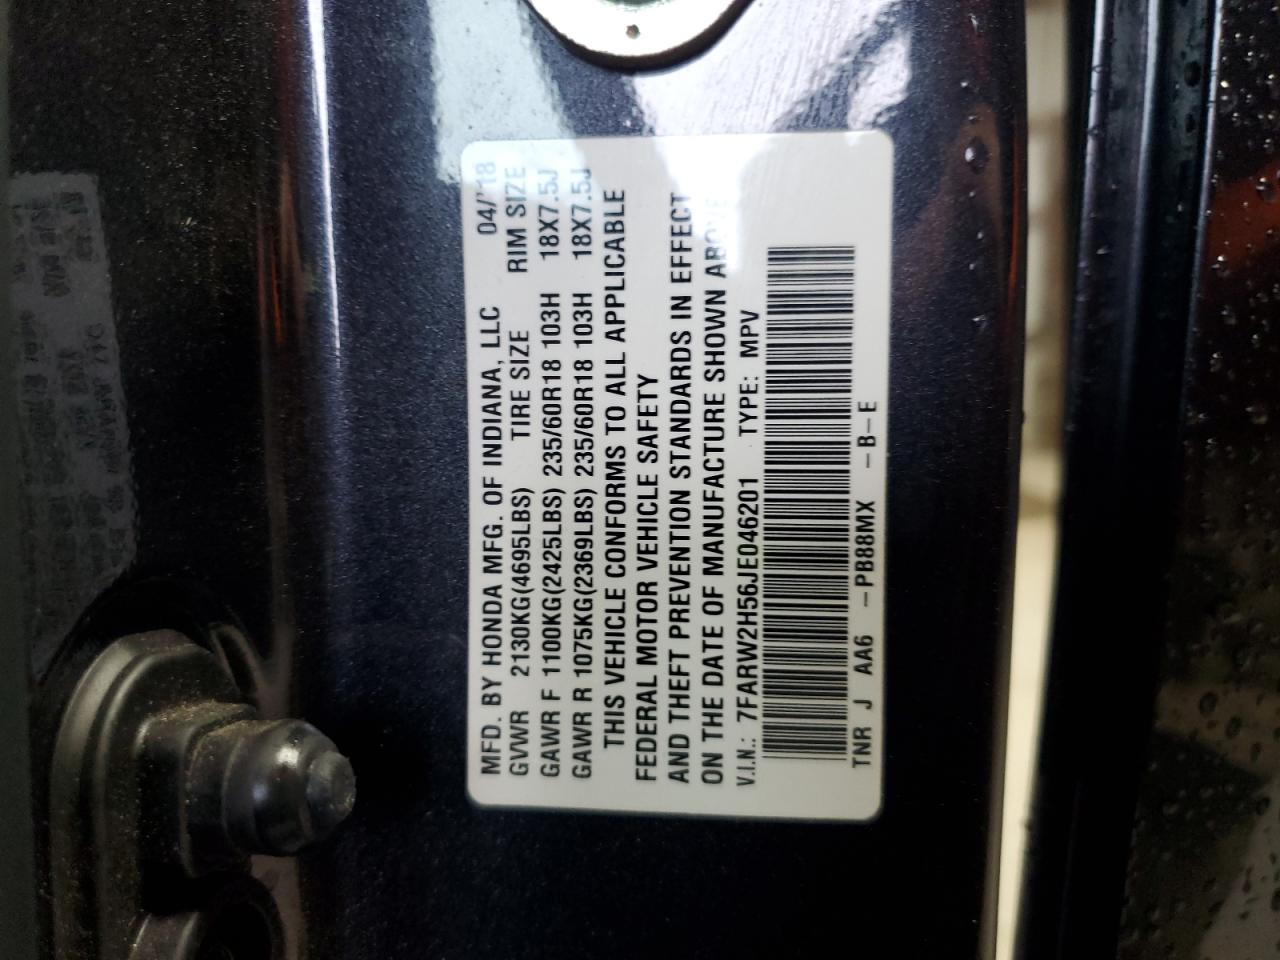 MFD. BY HONDA MFG. OF INDIANA, LLC 04/'18
GVWR 2130KG(4695LBS) TIRE SIZE RIM SIZE
GAWR F 1100KG(2425LBS) 235/60R18 103H 18X7.5J
GAWR R 1075KG(2369LBS) 235/60R18 103H 18X7.5J
THIS VEHICLE CONFORMS TO ALL APPLICABLE
FEDERAL MOTOR VEHICLE SAFETY
AND THEFT PREVENTION STANDARDS IN EFFECT
ON THE DATE OF MANUFACTURE SHOWN ABOVE
V.I.N.: 7FARW2H56JE046201 TYPE: MPV
TNR J AA6 -PB88MX -B-E